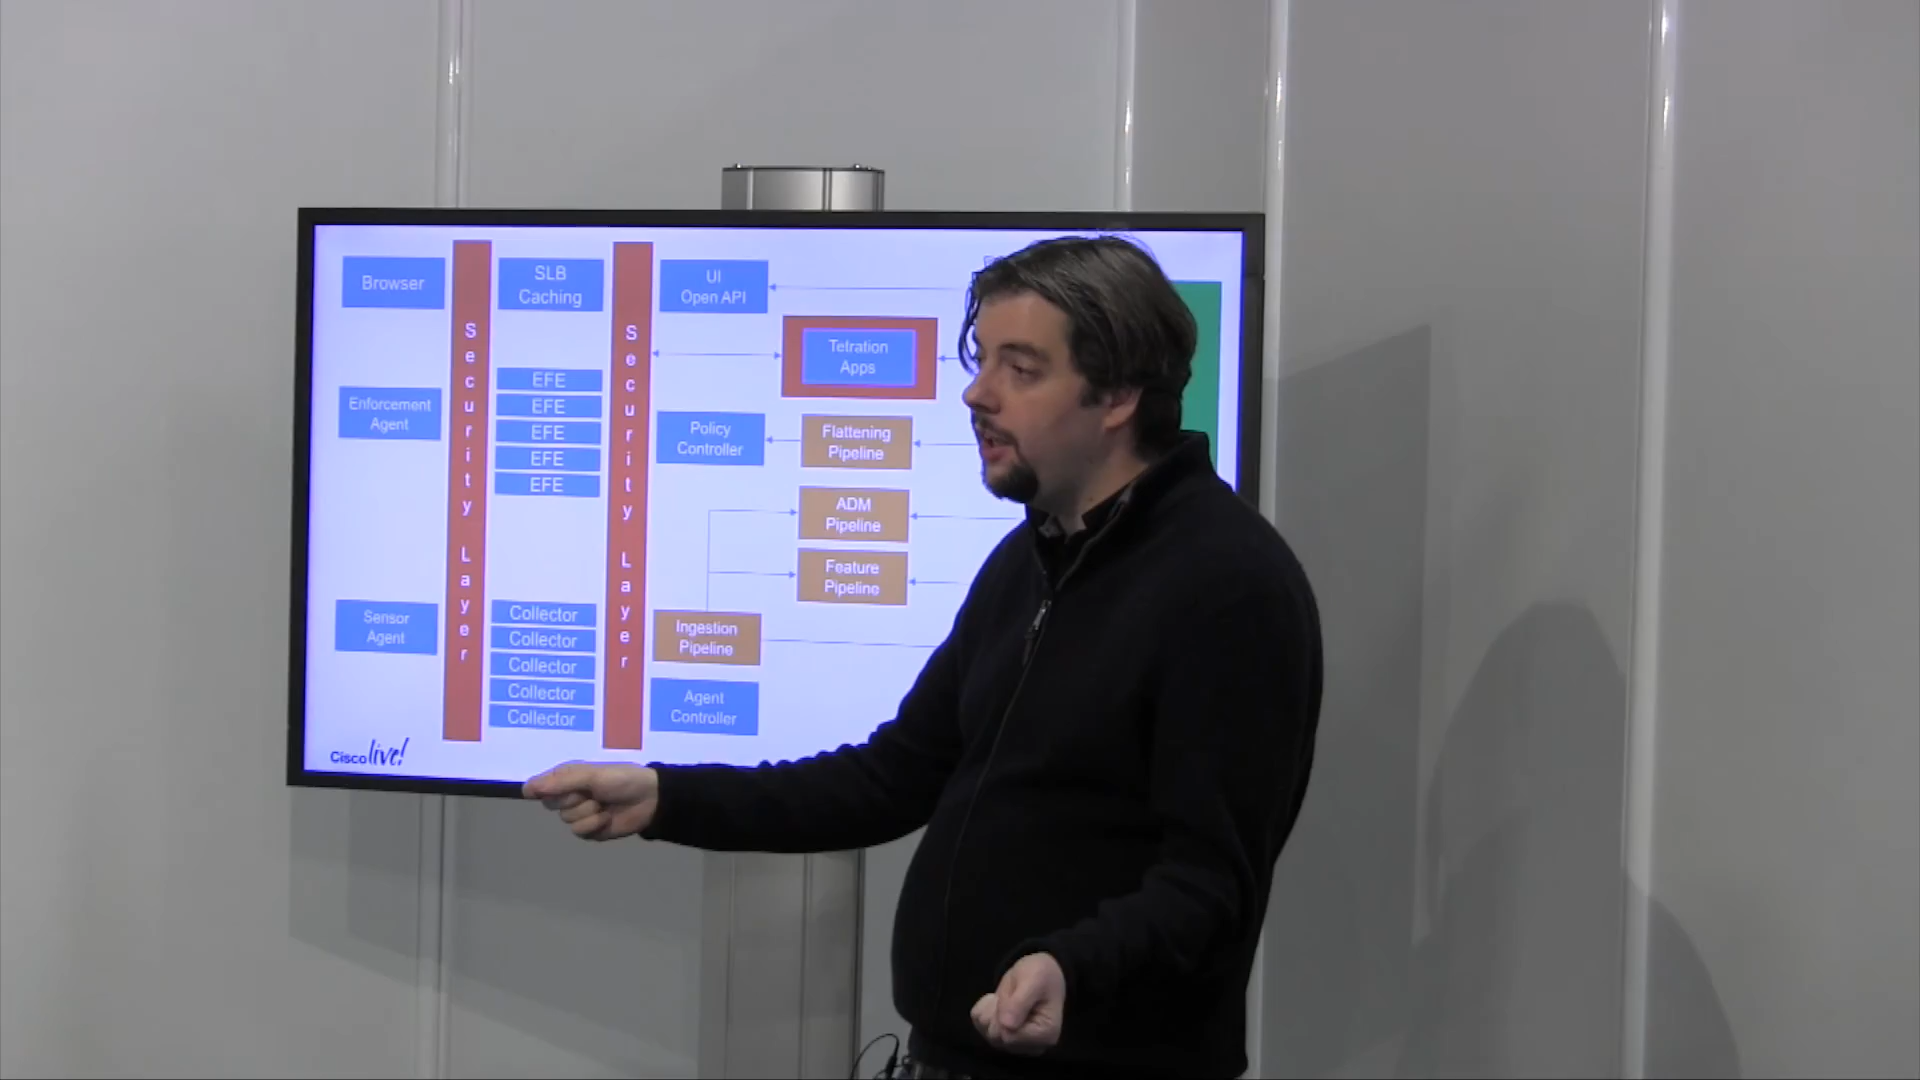 Browser
Enforcement
Agent
Sensor
Agent
Security Layer
SLB
Caching
EFE
EFE
EFE
EFE
EFE
Collector
Collector
Collector
Collector
Collector
Security Layer
UI
Open API
Policy
Controller
Ingestion
Pipeline
Agent
Controller
Tetration
Apps
Flattening
Pipeline
ADM
Pipeline
Feature
Pipeline
Cisco live!